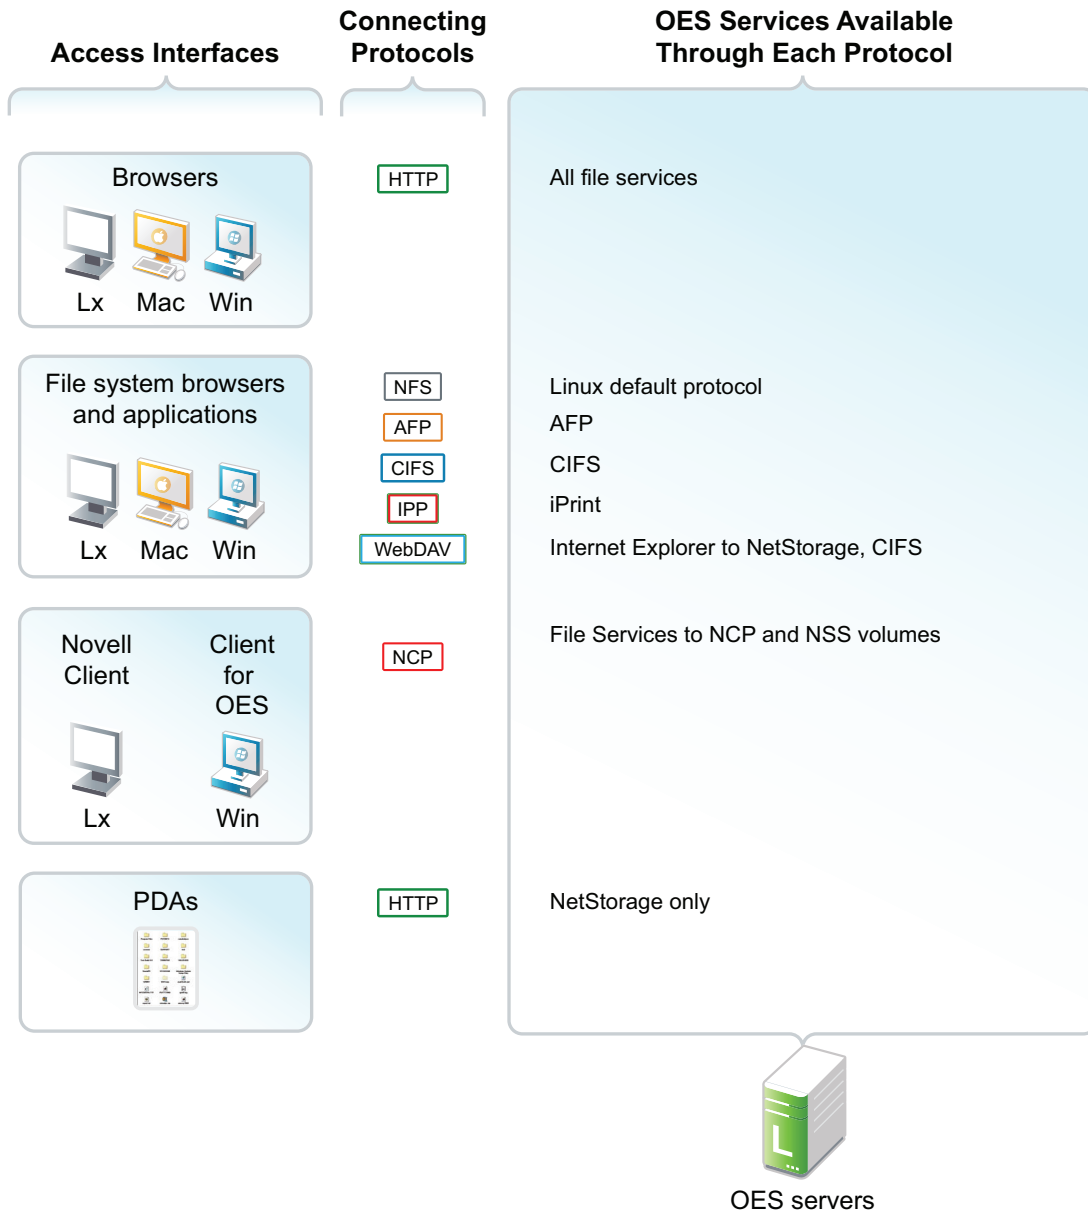 Access Interfaces
Connecting
Protocols
OES Services Available
Through Each Protocol
Browsers
Lx Mac Win
HTTP
All file services
File system browsers
and applications
Lx Mac Win
NFS
Linux default protocol
AFP
AFP
CIFS
CIFS
IPP
iPrint
WebDAV
Internet Explorer to NetStorage, CIFS
Novell
Client
Client
for
OES
Lx
Win
NCP
File Services to NCP and NSS volumes
PDAs
HTTP
NetStorage only
L
OES servers